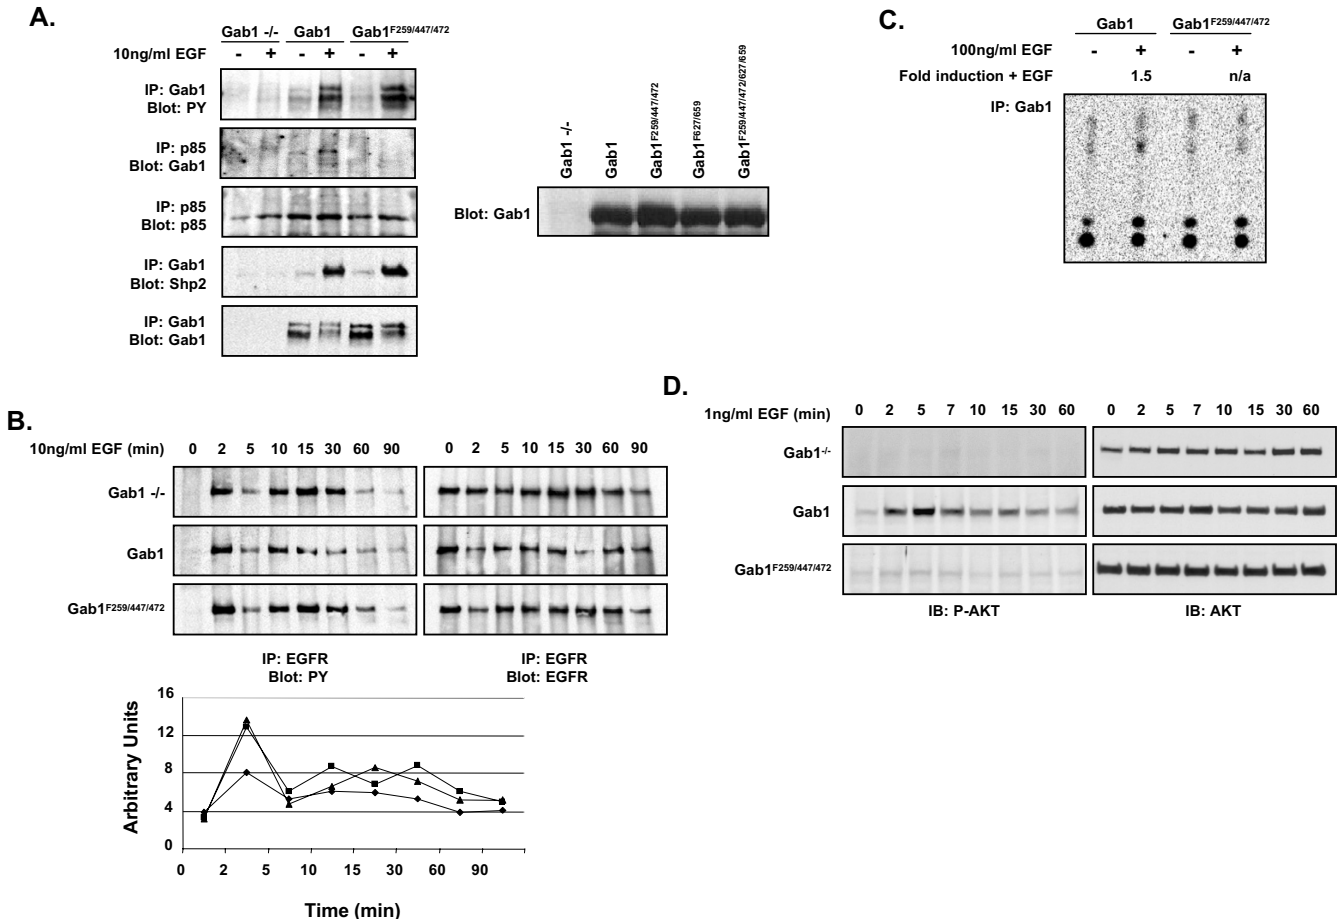 A.
Gab1 -/- Gab1 Gab1F259/447/472
10ng/ml EGF - + - + - +
IP: Gab1
Blot: PY
IP: p85
Blot: Gab1
IP: p85
Blot: p85
IP: Gab1
Blot: Shp2
IP: Gab1
Blot: Gab1
Gab1 -/-
Gab1
Gab1F259/447/472
Gab1F627/659
Gab1F259/447/472/627/659
Blot: Gab1
C.
Gab1 Gab1F259/447/472
100ng/ml EGF - + - +
Fold induction + EGF 1.5 n/a
IP: Gab1
B.
10ng/ml EGF (min) 0 2 5 10 15 30 60 90 0 2 5 10 15 30 60 90
Gab1 -/-
Gab1
Gab1F259/447/472
IP: EGFR
Blot: PY
IP: EGFR
Blot: EGFR
16
12
8
4
0
Arbitrary Units
0 2 5 10 15 30 60 90
Time (min)
D.
1ng/ml EGF (min) 0 2 5 7 10 15 30 60 0 2 5 7 10 15 30 60
Gab1-/-
Gab1
Gab1F259/447/472
IB: P-AKT
IB: AKT